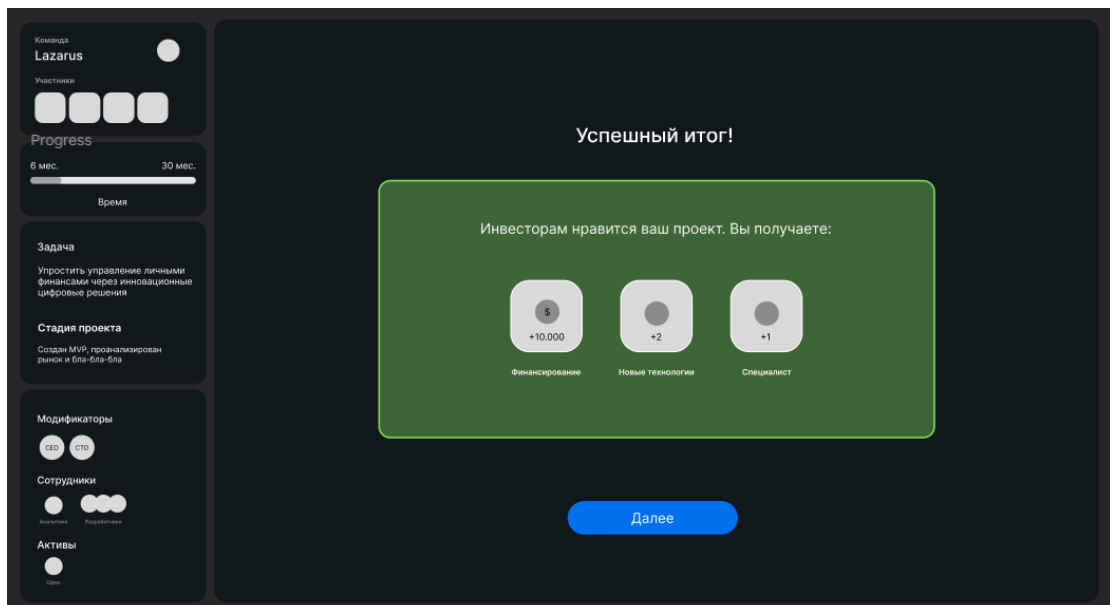 Команда
Lazarus
Участники
Progress
6 мес. 30 мес.
Время
Задача
Упростить управление личными
финансами через инновационные
цифровые решения
Стадия проекта
Создан MVP, проанализирован
рынок и бла-бла-бла
Модификаторы
CEO CTO
Сотрудники
Аналитики Разработчики
Активы
Офис
Успешный итог!
Инвесторам нравится ваш проект. Вы получаете:
$
+10.000 +2 +1
Финансирование Новые технологии Специалист
Далее